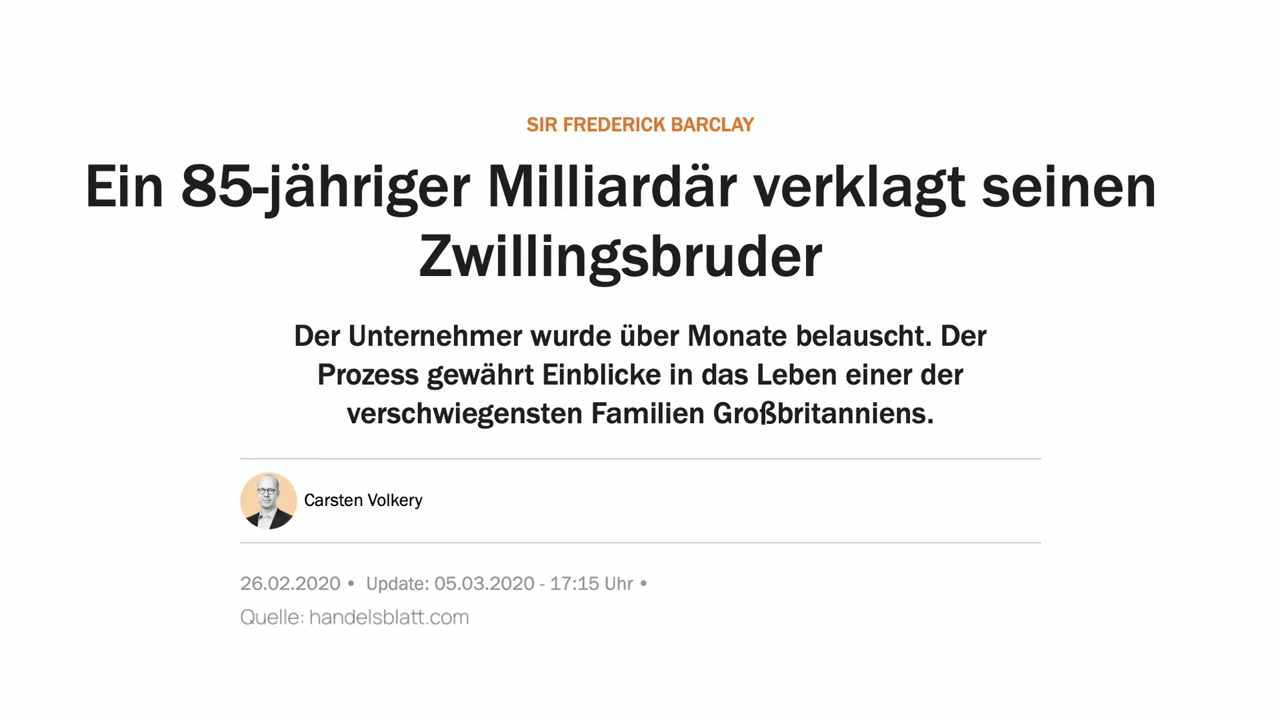 SIR FREDERICK BARCLAY
Ein 85-jähriger Milliardär verklagt seinen
Zwillingsbruder
Der Unternehmer wurde über Monate belauscht. Der
Prozess gewährt Einblicke in das Leben einer der
verschwiegensten Familien Großbritanniens.
Carsten Volkery
26.02.2020 • Update: 05.03.2020 - 17:15 Uhr •
Quelle: handelsblatt.com